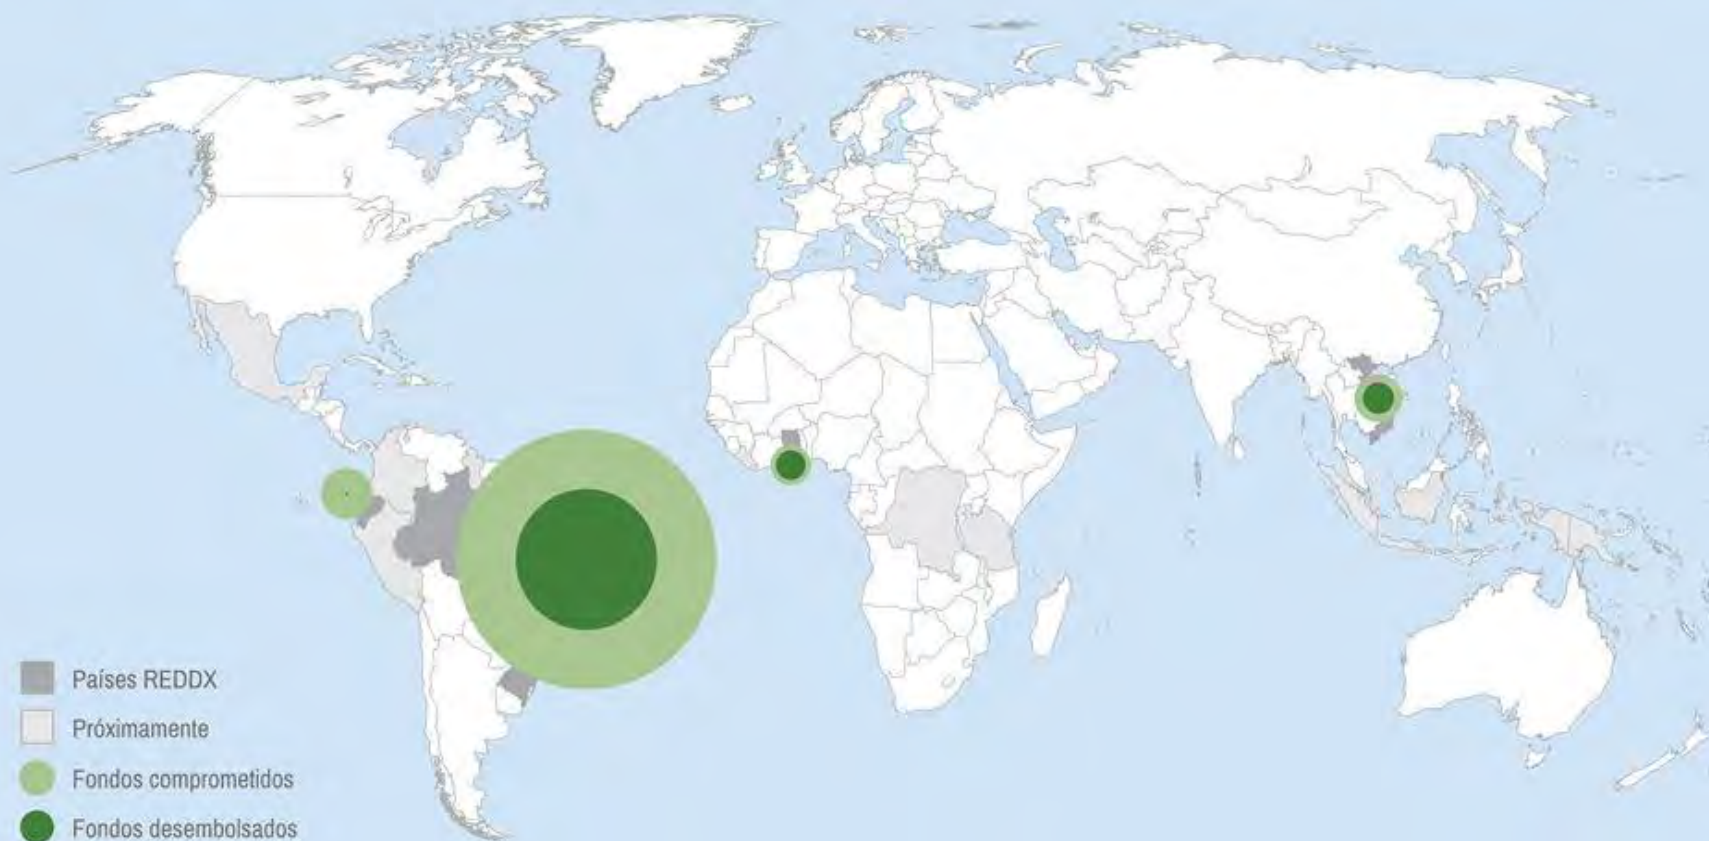 Países REDDX
Próximamente
Fondos comprometidos
Fondos desembolsados